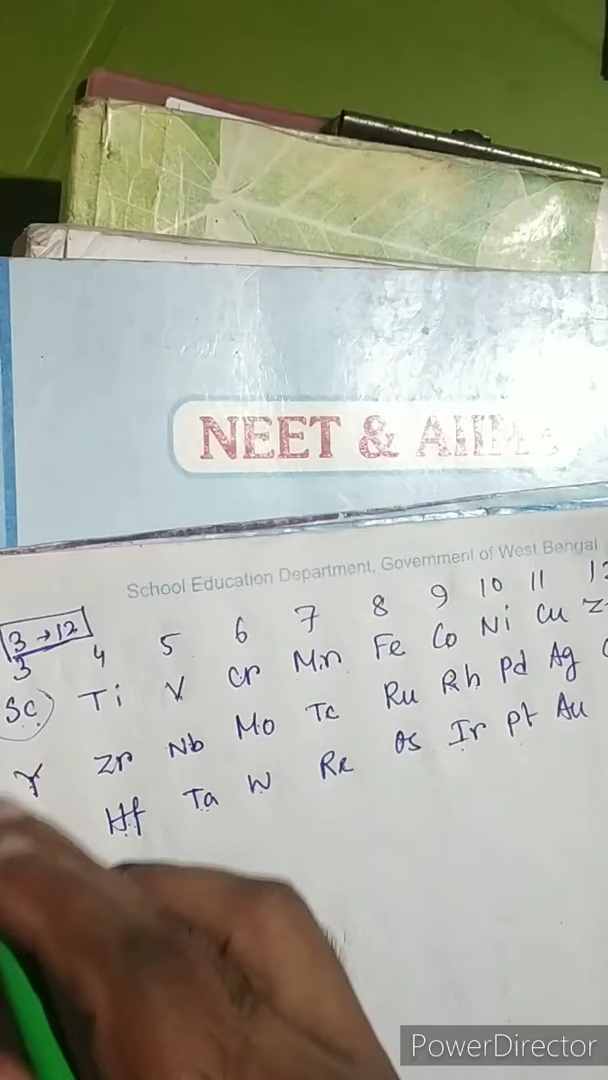 NEET & AIIMS
School Education Department, Government of West Bengal
3 → 12
3 4 5 6 7 8 9 10 11
Sc Ti V Cr Mn Fe Co Ni Cu
Y Zr Nb Mo Tc Ru Rh Pd Ag
Hf Ta W Re Os Ir Pt Au
PowerDirector